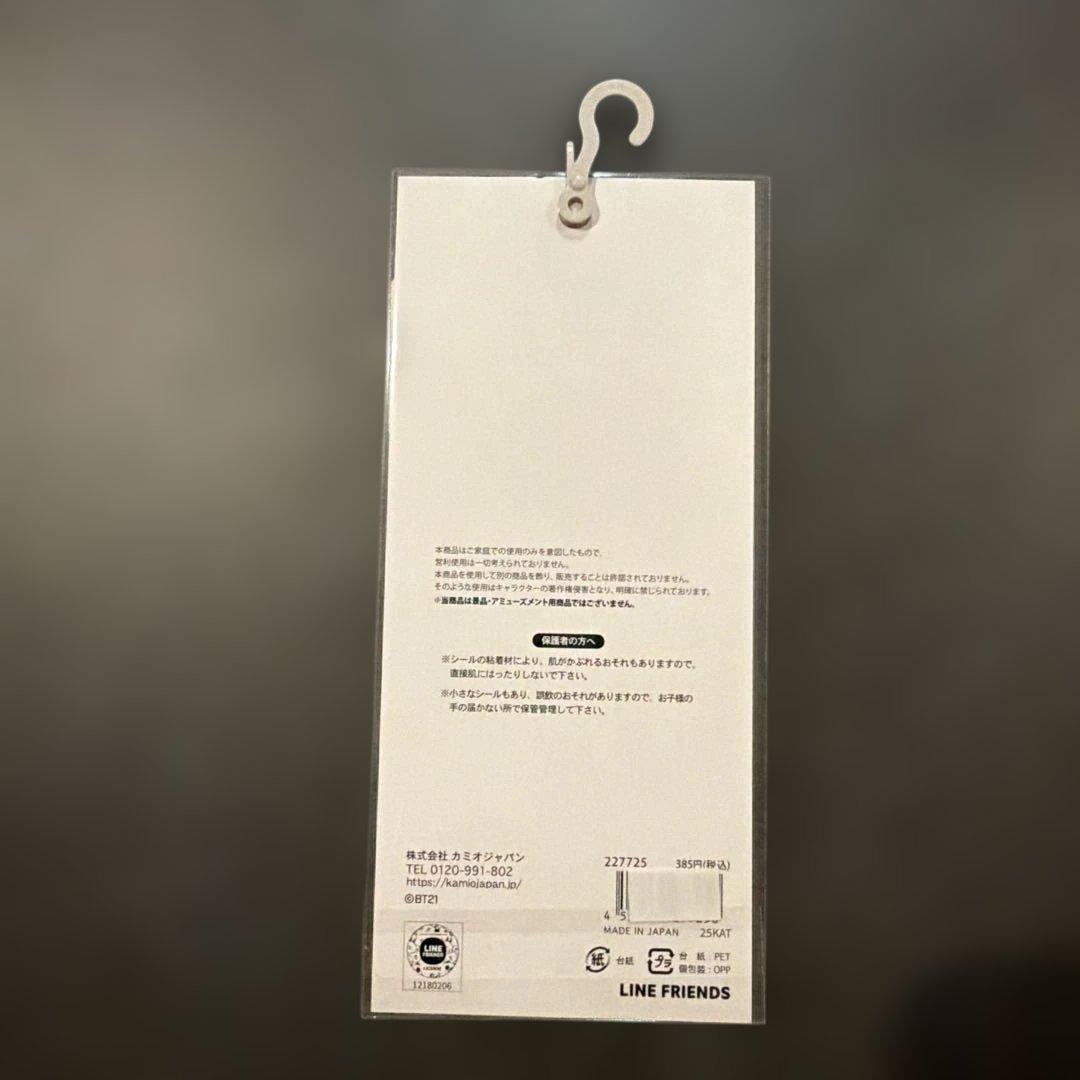 本商品はご家庭での使用のみを意図したもので、
営利使用は一切考えられておりません。
本商品を使用して別の商品を飾り、販売することは許諾されておりません。
そのような使用はキャラクターの著作権侵害となり、明確に禁じられております。
※当商品は景品・アミューズメント用商品ではございません。
保護者の方へ
※シールの粘着材により、肌がかぶれるおそれもありますので、
直接肌にはったりしないで下さい。
※小さなシールもあり、誤飲のおそれがありますので、お子様の
手の届かない所で保管管理して下さい。
株式会社 カミオジャパン
TEL 0120-991-802
https://kamiojapan.jp/
©BT21
LINE
FRIENDS
LICENSE
12180206
227725 385円(税込)
4 5
MADE IN JAPAN 25KAT
紙 台紙
プラ 台 紙 : PET
個包装 : OPP
LINE FRIENDS